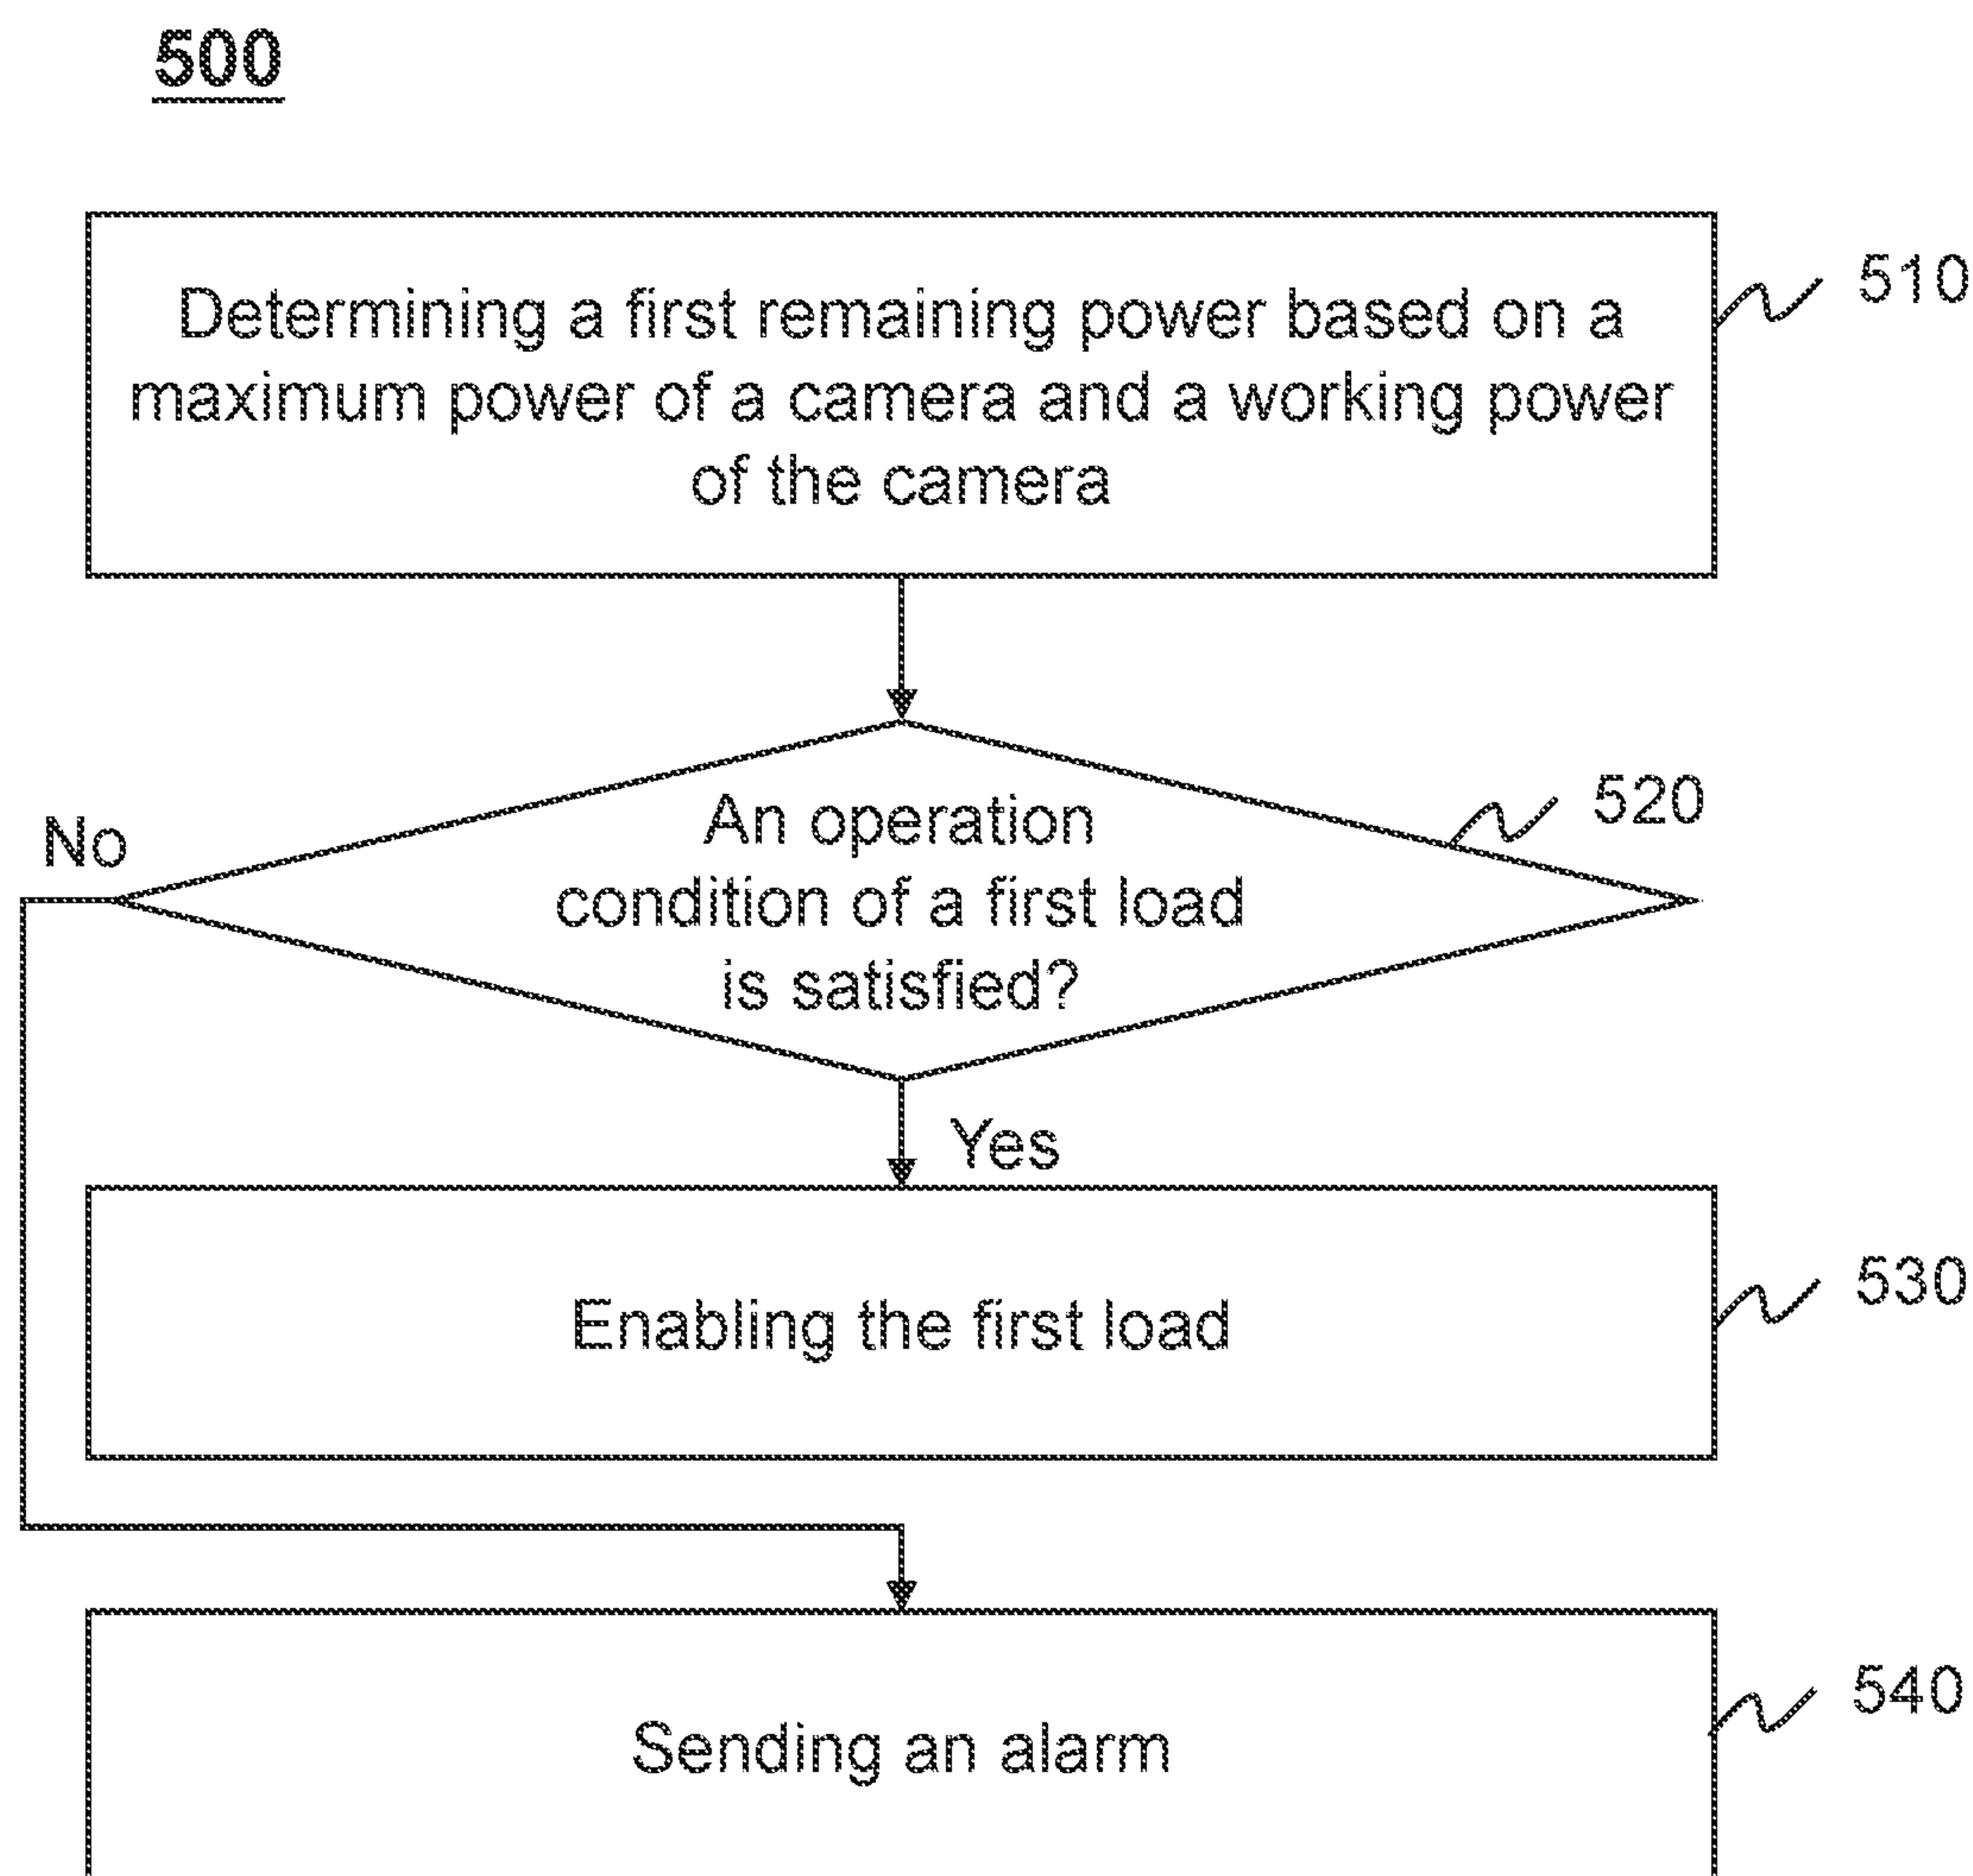 500
Determining a first remaining power based on a
maximum power of a camera and a working power
of the camera
510
An operation
condition of a first load
is satisfied?
520
No
Yes
Enabling the first load
530
Sending an alarm
540